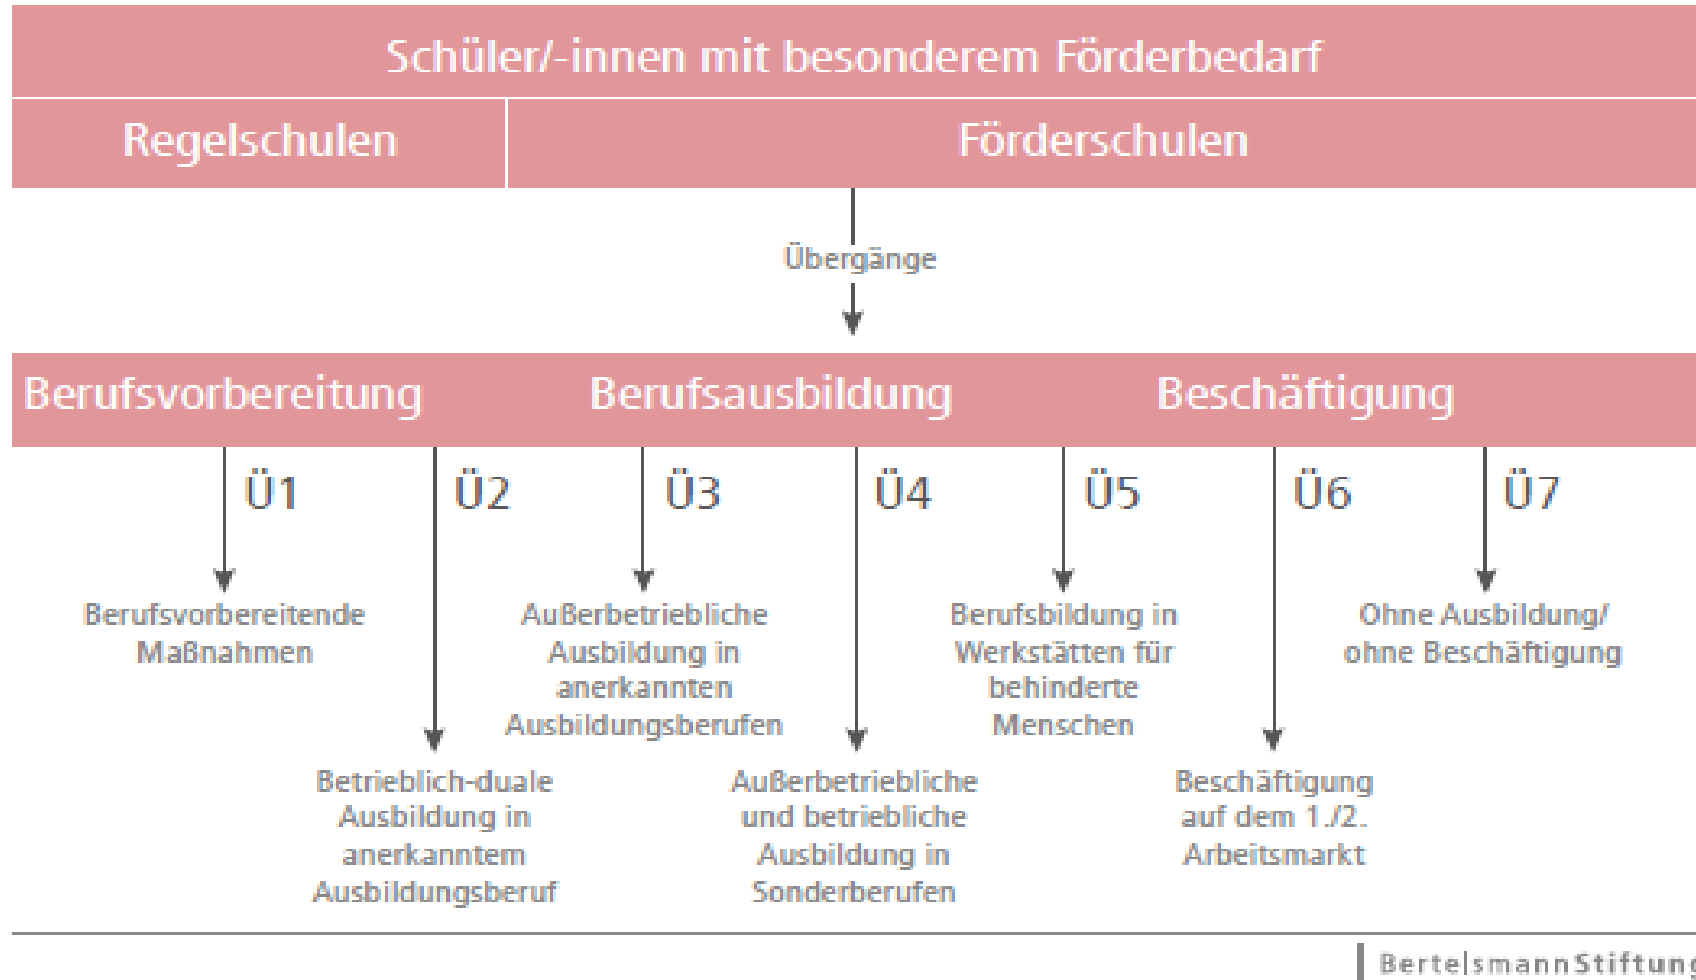 Schüler/-innen mit besonderem Förderbedarf
Regelschulen
Förderschulen
Übergänge
Berufsvorbereitung
Berufsausbildung
Beschäftigung
Ü1
Ü2
Ü3
Ü4
Ü5
Ü6
Ü7
Berufsvorbereitende
Maßnahmen
Betrieblich-duale
Ausbildung in
anerkanntem
Ausbildungsberuf
Außerbetriebliche
Ausbildung in
anerkannten
Ausbildungsberufen
Außerbetriebliche
und betriebliche
Ausbildung in
Sonderberufen
Berufsbildung in
Werkstätten für
behinderte
Menschen
Beschäftigung
auf dem 1./2.
Arbeitsmarkt
Ohne Ausbildung/
ohne Beschäftigung
BertelsmannStiftung